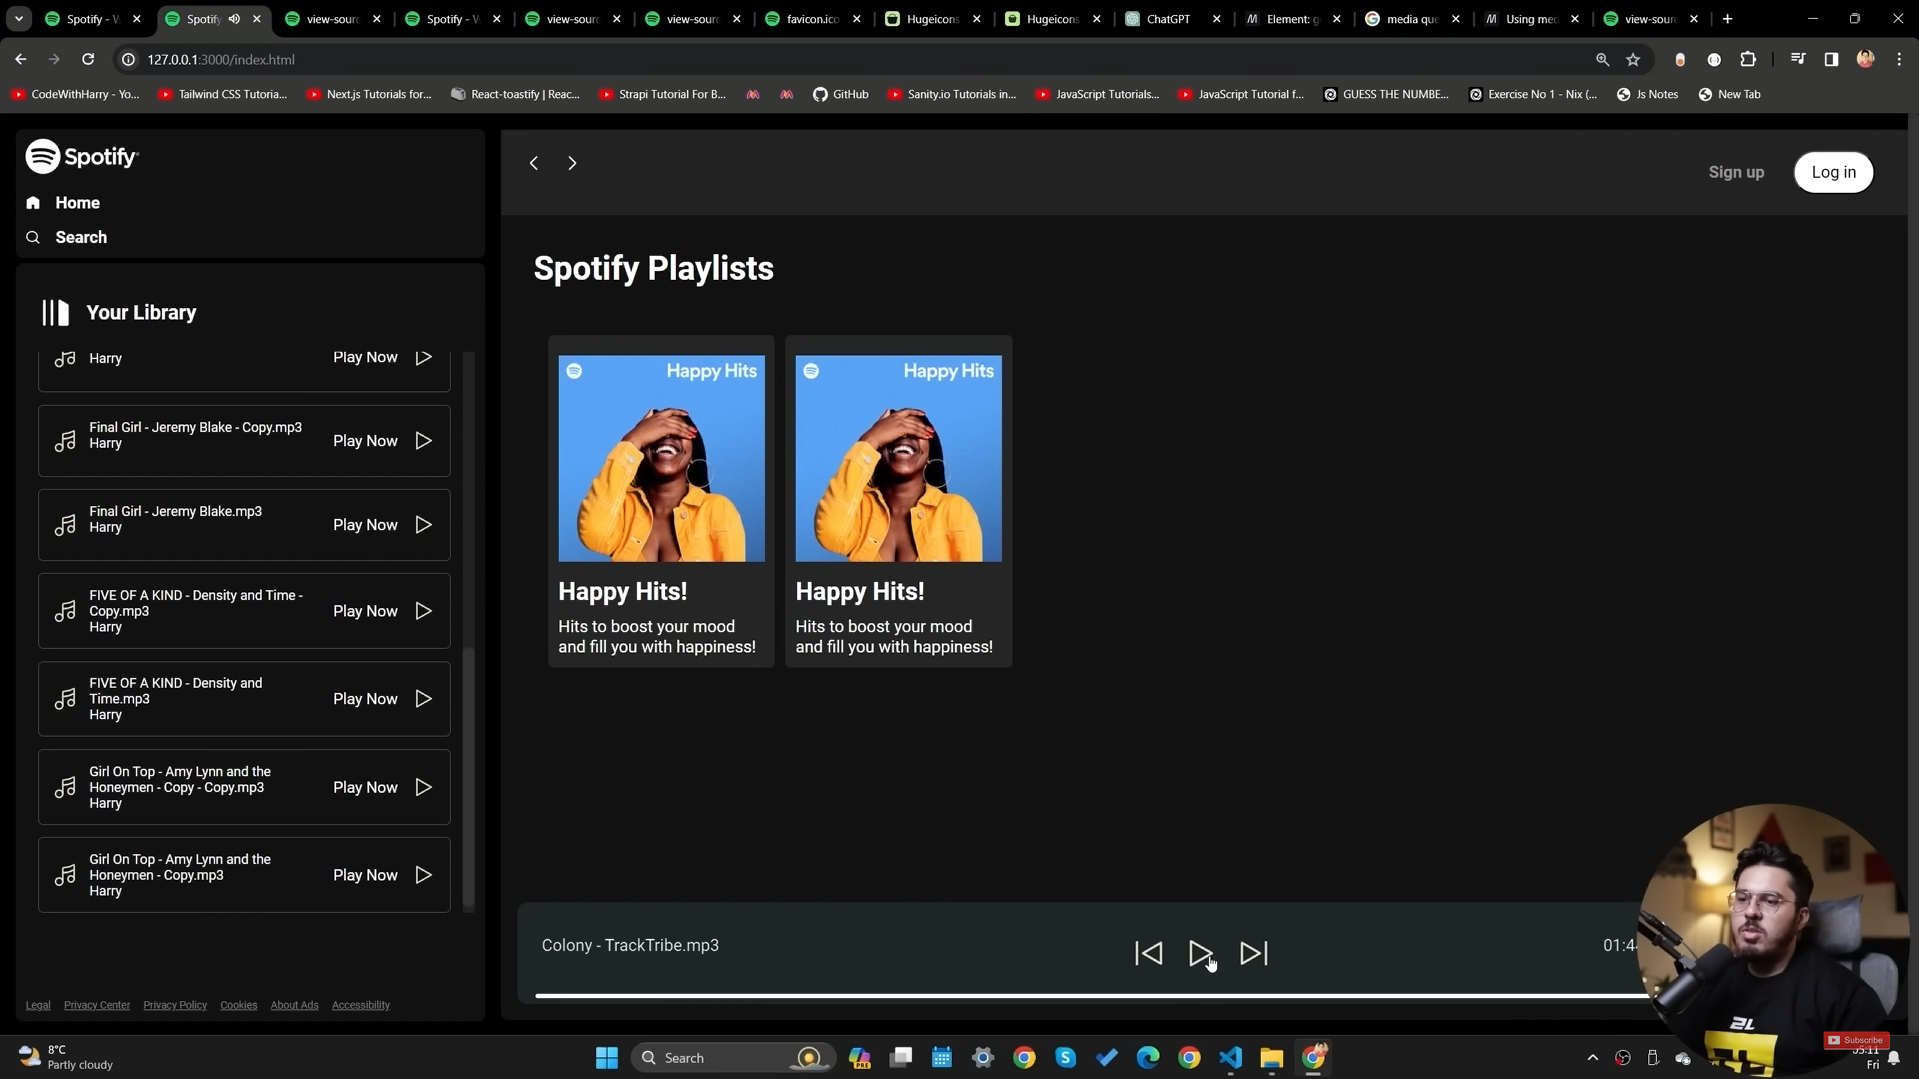 Spotify - W
Spotify
view-sour
Spotify - W
view-sour
view-sour
favicon.ico
Hugeicons
Hugeicons
ChatGPT
Element: g
media que
Using med
view-sour
127.0.0.1:3000/index.html
CodeWithHarry - Yo...
Tailwind CSS Tutoria...
Next.js Tutorials for...
React-toastify | Reac...
Strapi Tutorial For B...
GitHub
Sanity.io Tutorials in...
JavaScript Tutorials...
JavaScript Tutorial f...
GUESS THE NUMBE...
Exercise No 1 - Nix (...
Js Notes
New Tab
Spotify
Home
Search
Your Library
Harry
Play Now
Final Girl - Jeremy Blake - Copy.mp3
Harry
Play Now
Final Girl - Jeremy Blake.mp3
Harry
Play Now
FIVE OF A KIND - Density and Time -
Copy.mp3
Harry
Play Now
FIVE OF A KIND - Density and
Time.mp3
Harry
Play Now
Girl On Top - Amy Lynn and the
Honeymen - Copy - Copy.mp3
Harry
Play Now
Girl On Top - Amy Lynn and the
Honeymen - Copy.mp3
Harry
Play Now
Legal
Privacy Center
Privacy Policy
Cookies
About Ads
Accessibility
Sign up
Log in
Spotify Playlists
Happy Hits
Happy Hits!
Hits to boost your mood
and fill you with happiness!
Happy Hits
Happy Hits!
Hits to boost your mood
and fill you with happiness!
Colony - TrackTribe.mp3
01:44
Subscribe
8°C
Partly cloudy
Search
PRE
05:11
Fri